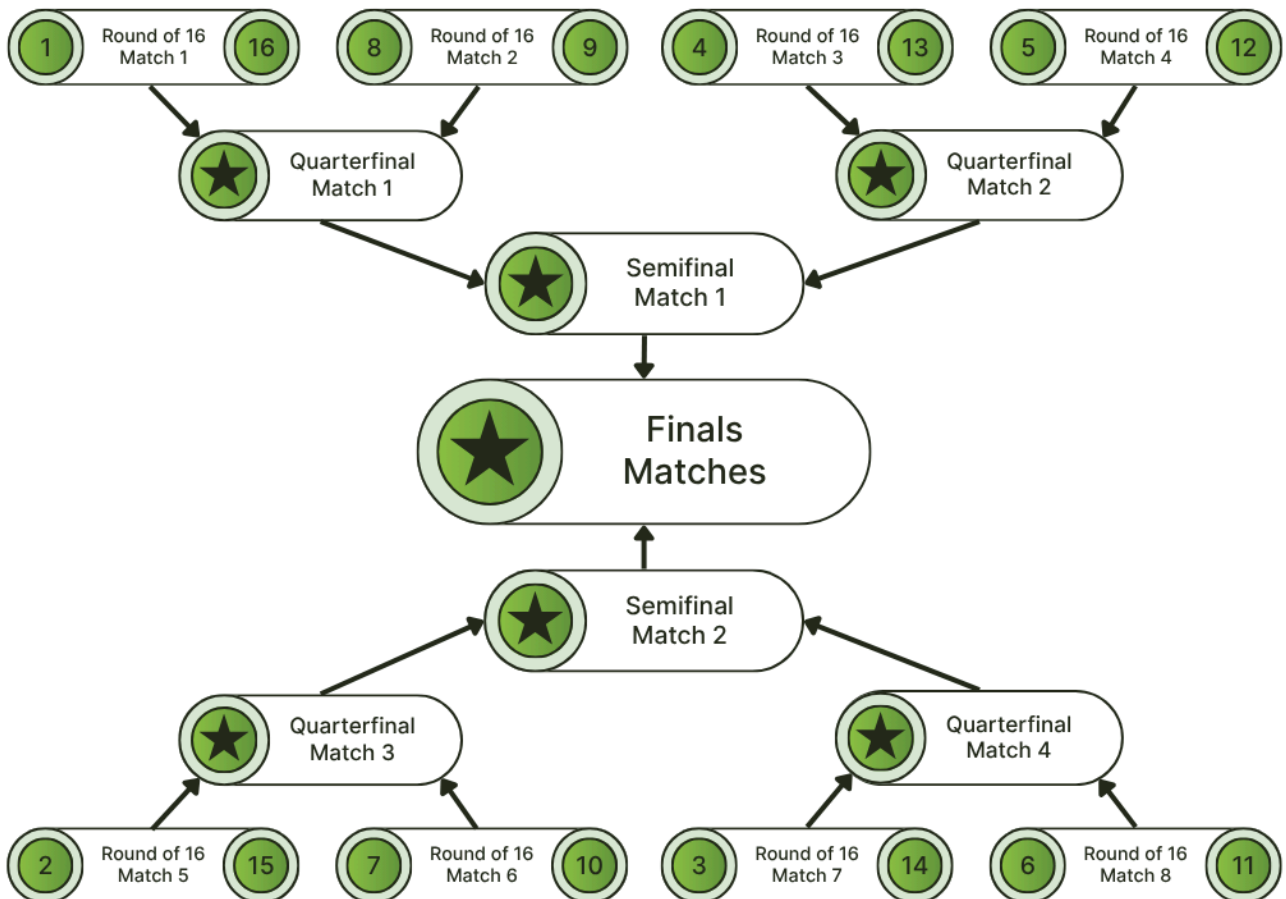 1
Round of 16
Match 1
16
8
Round of 16
Match 2
9
4
Round of 16
Match 3
13
5
Round of 16
Match 4
12
Quarterfinal
Match 1
Quarterfinal
Match 2
Semifinal
Match 1
Finals
Matches
Semifinal
Match 2
Quarterfinal
Match 3
Quarterfinal
Match 4
2
Round of 16
Match 5
15
7
Round of 16
Match 6
10
3
Round of 16
Match 7
14
6
Round of 16
Match 8
11